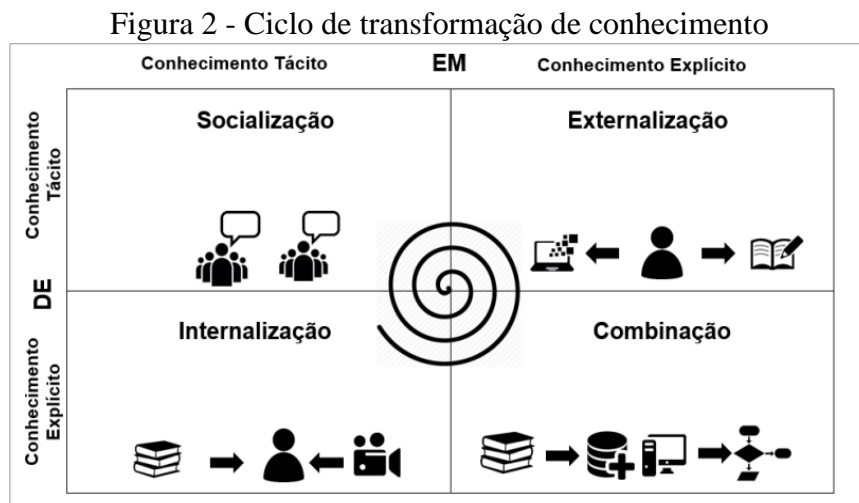 Figura 2 - Ciclo de transformação de conhecimento
Conhecimento Tácito
EM
Conhecimento Explícito
DE
Conhecimento
Tácito
Socialização
Externalização
Conhecimento
Explícito
Internalização
Combinação